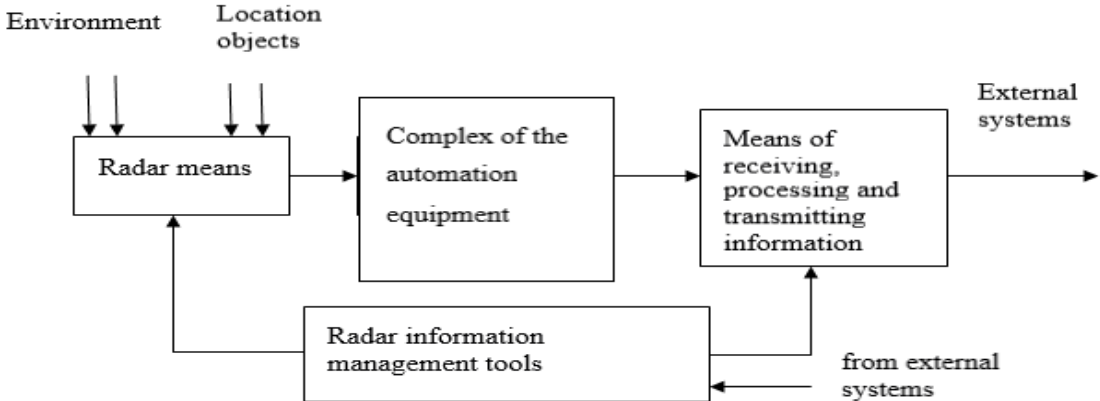 Environment
Location
objects
Radar means
Complex of the
automation
equipment
Means of
receiving,
processing and
transmitting
information
External
systems
Radar information
management tools
from external
systems